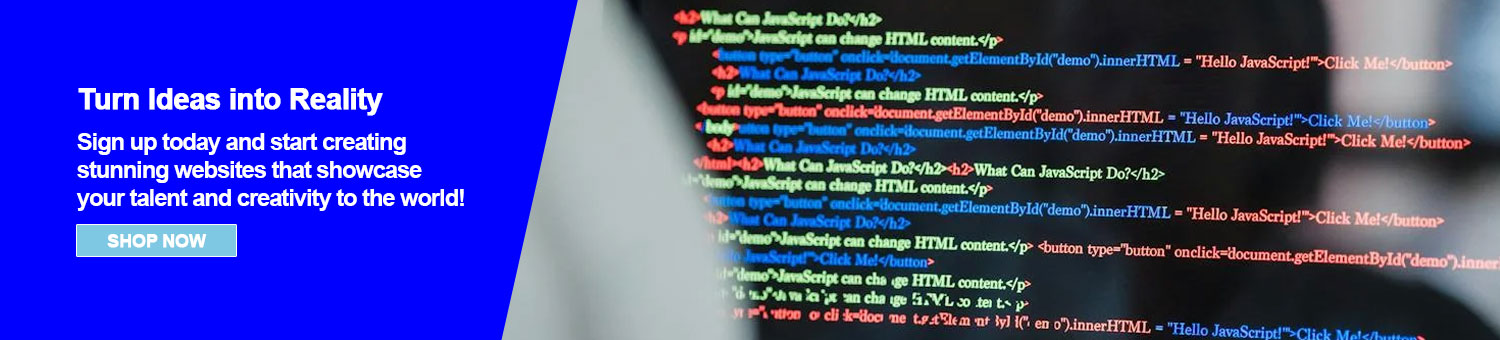 Turn Ideas into Reality
Sign up today and start creating
stunning websites that showcase
your talent and creativity to the world!
SHOP NOW
<h2>What Can JavaScript Do?</h2>
<p id="demo">JavaScript can change HTML content.</p>
button type="button" onclick=document.getElementById("demo").innerHTML = "Hello JavaScript!"'>Click Me!</button>
<h2>What Can JavaScript Do?</h2>
<p id="demo">JavaScript can change HTML content.</p>
<button type="button" onclick='document.getElementById("demo").innerHTML = "Hello JavaScript!"'>Click Me!</button>
body type="button" onclick='document.getElementById("demo").innerHTML = "Hello JavaScript!"'>Click Me!</button>
<h2>What Can JavaScript Do?</h2>
</html><h2>What Can JavaScript Do?</h2><h2>What Can JavaScript Do?</h2>
id="demo">JavaScript can change HTML content.</p>
type="button" onclick='document.getElementById("demo").innerHTML = "Hello JavaScript!"'>Click Me!</button>
<h2>What Can JavaScript Do?</h2>
id="demo">JavaScript can change HTML content.</p> <button type="button" onclick='document.getElementById("demo").inner
JavaScript!"'>Click Me!</button>
id="demo">JavaScript can HTML content.</p>
innerHTML = "Hello JavaScript!"'>Click Me!</button>